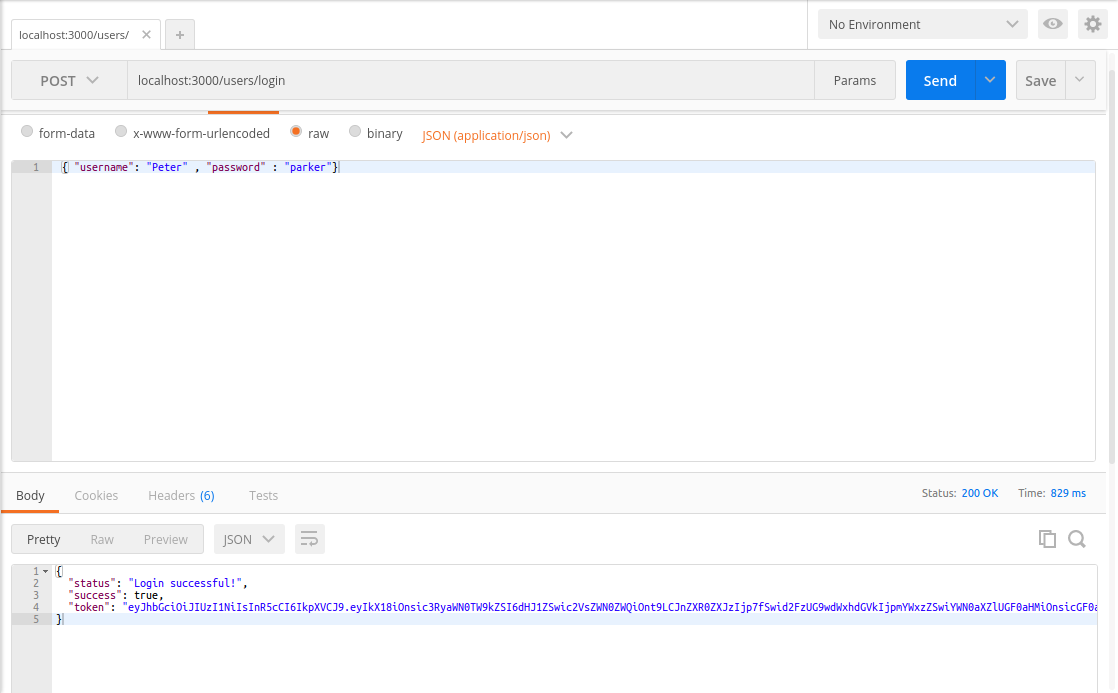 localhost:3000/users/ ✕ +
No Environment
POST localhost:3000/users/login Params Send Save
form-data x-www-form-urlencoded raw binary JSON (application/json)
1 { "username": "Peter" , "password" : "parker"}
Body Cookies Headers (6) Tests Status: 200 OK Time: 829 ms
Pretty Raw Preview JSON
1 {
2 "status": "Login successful!",
3 "success": true,
4 "token": "eyJhbGciOiJIUzI1NiIsInR5cCI6IkpXVCJ9.eyIkX18iOnsic3RyaWN0TW9kZSI6dHJ1ZSwic2VsZWN0ZWQiOnt9LCJnZXR0ZXJzIjp7fSwid2FzUG9wdWxhdGVkIjpmYWxzZSwiYWN0aXZlUGF0aHMiOnsicGF0a
5 }